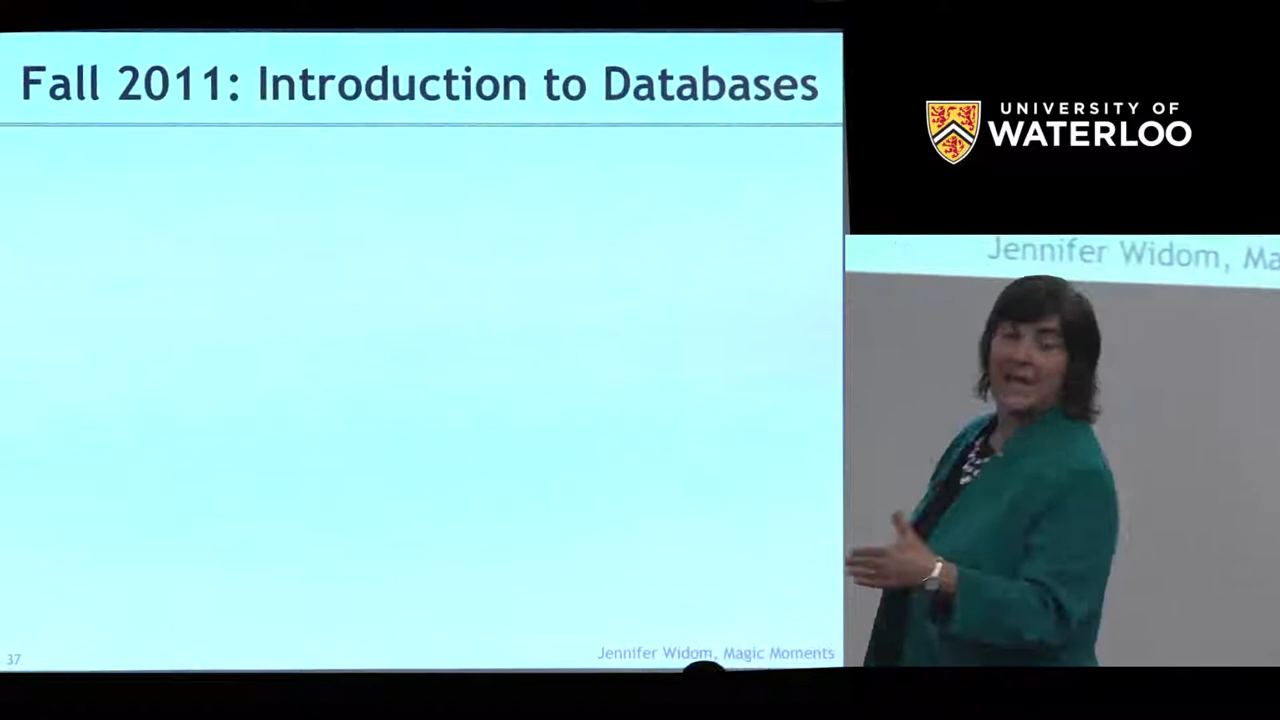 Fall 2011: Introduction to Databases
UNIVERSITY OF
WATERLOO
Jennifer Widom, Ma
37
Jennifer Widom, Magic Moments